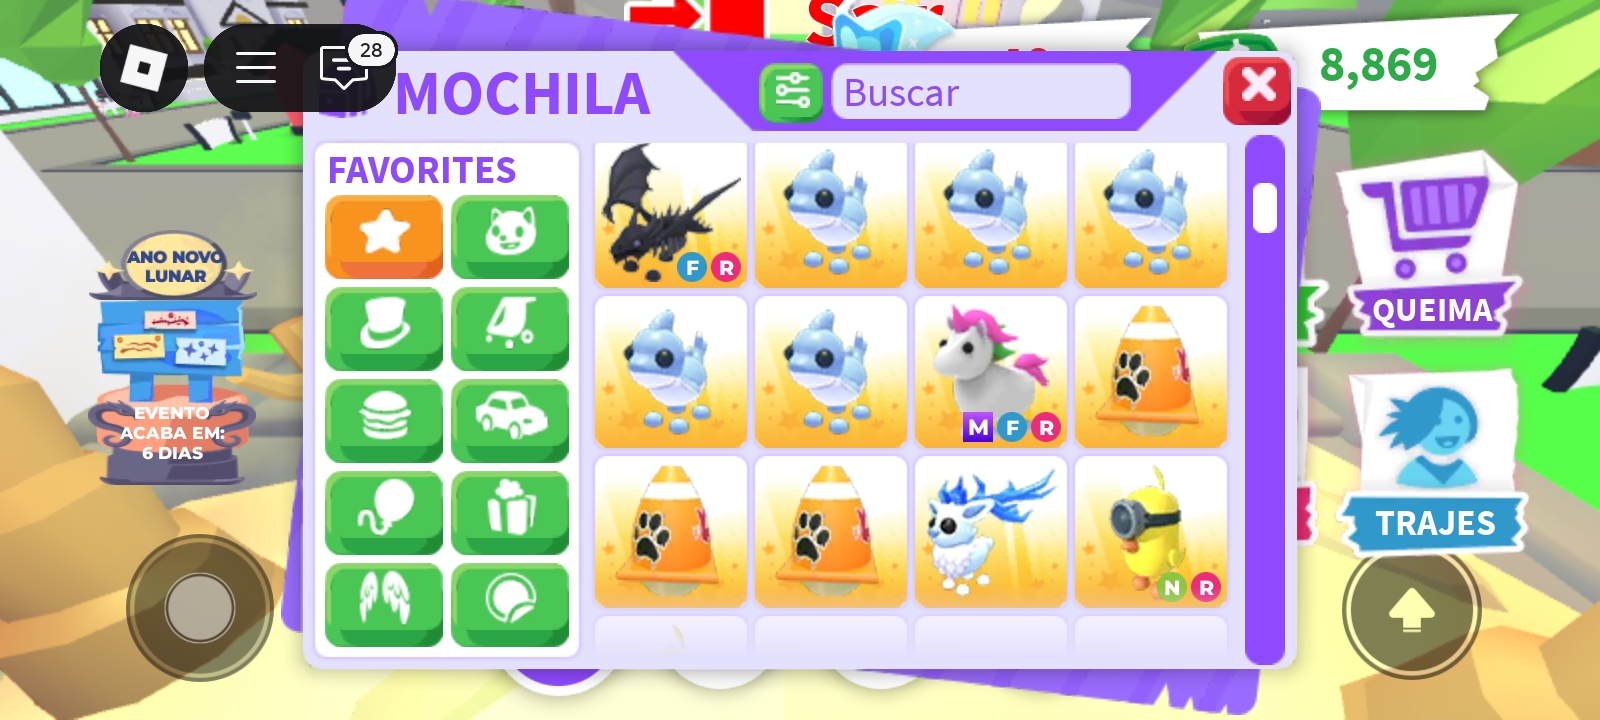 28
MOCHILA
Buscar
8,869
FAVORITES
F R
M F R
N R
ANO NOVO
LUNAR
EVENTO
ACABA EM:
6 DIAS
QUEIMA
TRAJES